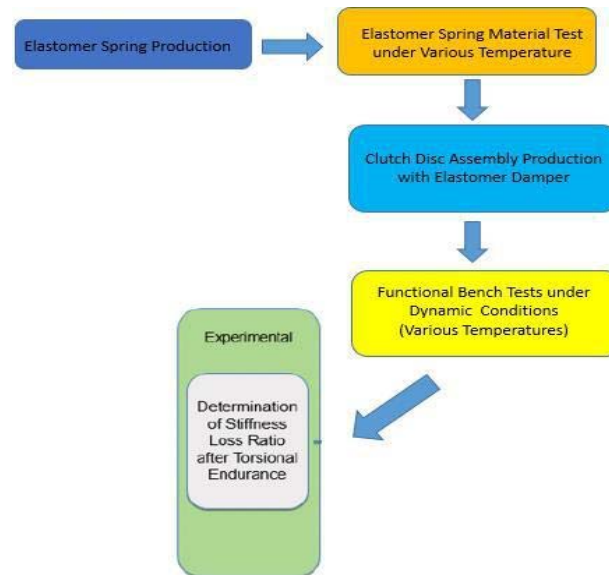 Elastomer Spring Production
Elastomer Spring Material Test
under Various Temperature
Clutch Disc Assembly Production
with Elastomer Damper
Functional Bench Tests under
Dynamic Conditions
(Various Temperatures)
Experimental
Determination
of Stiffness
Loss Ratio
after Torsional
Endurance